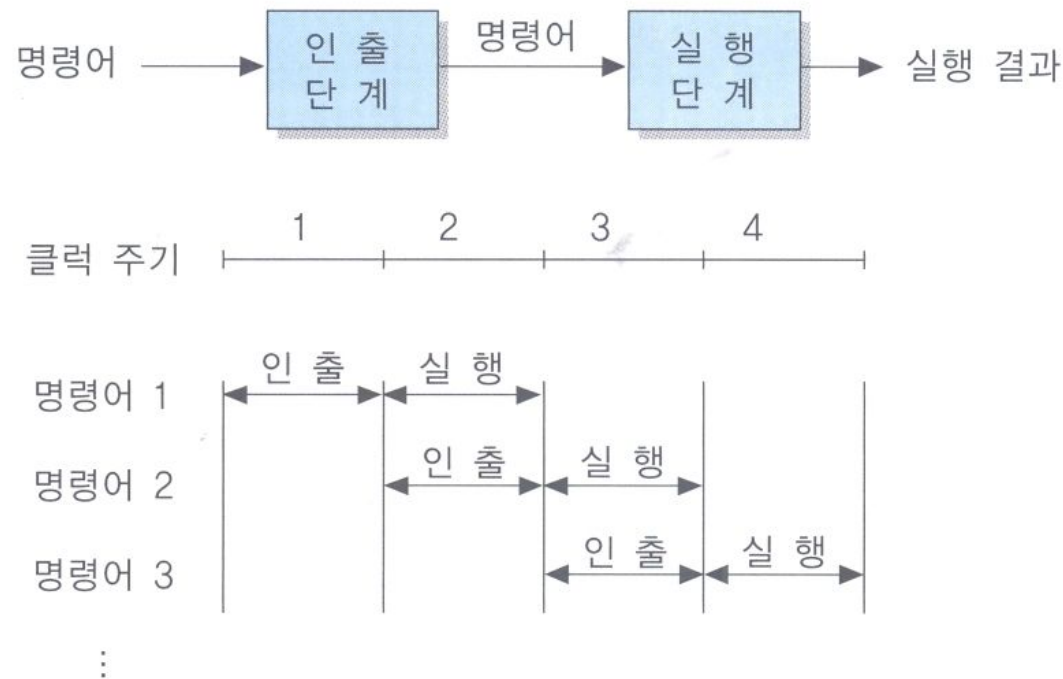 명령어 인 출 단 계 명령어 실 행 단 계 실행 결과
클럭 주기 1 2 3 4
인 출 실 행
명령어 1
인 출 실 행
명령어 2
인 출 실 행
명령어 3
⋮